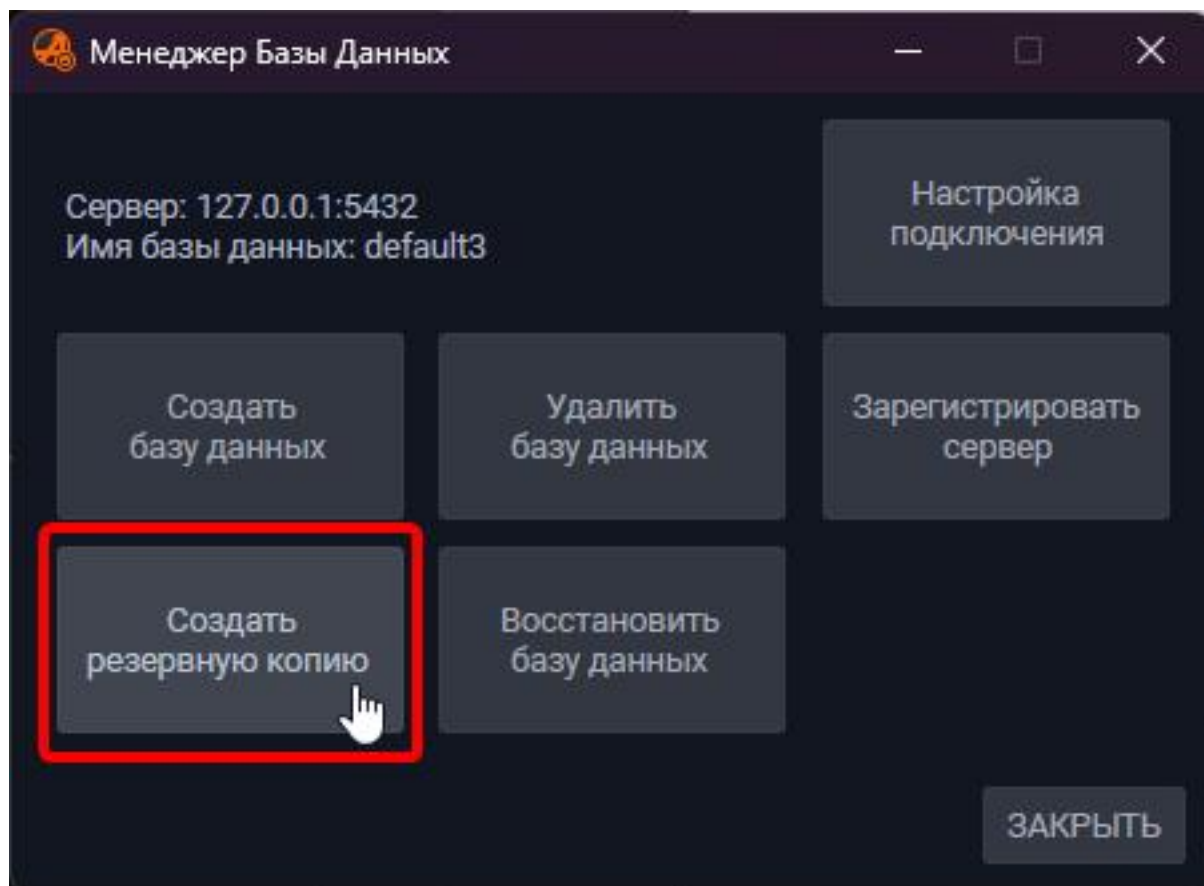 Менеджер Базы Данных
Сервер: 127.0.0.1:5432
Имя базы данных: default3
Настройка
подключения
Создать
базу данных
Удалить
базу данных
Зарегистрировать
сервер
Создать
резервную копию
Восстановить
базу данных
ЗАКРЫТЬ